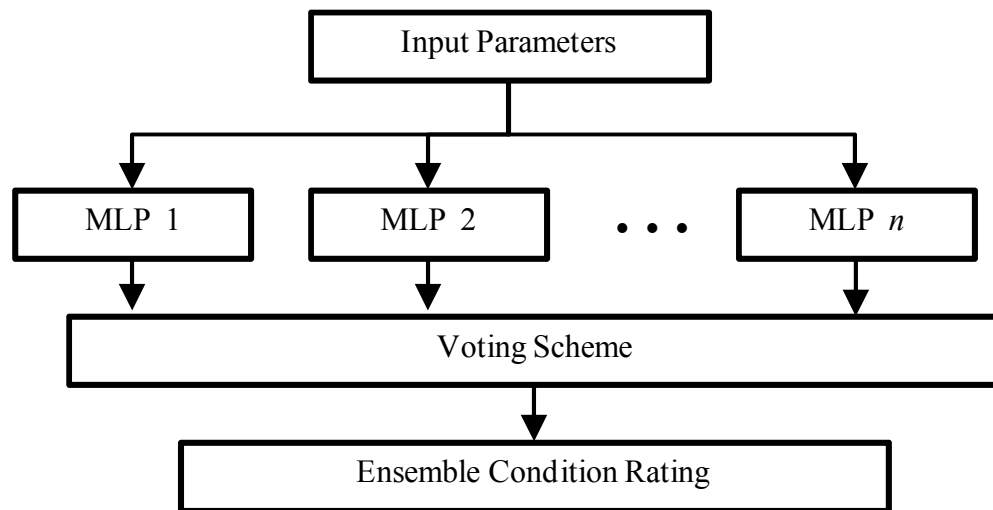 Input Parameters
MLP 1 MLP 2 • • • MLP n
Voting Scheme
Ensemble Condition Rating